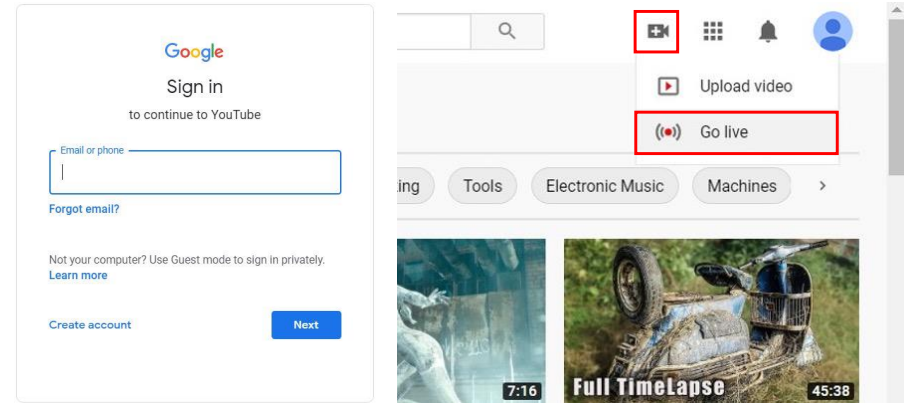 Google
Sign in
to continue to YouTube
Email or phone
Forgot email?
Not your computer? Use Guest mode to sign in privately.
Learn more
Create account
Next
Upload video
((●)) Go live
ing
Tools
Electronic Music
Machines
7:16
Full TimeLapse
45:38